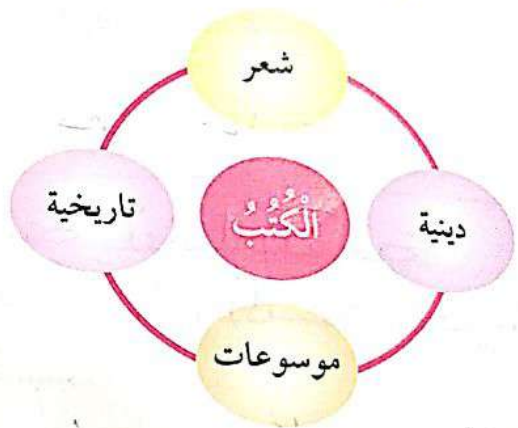 شعر
دينية
الْكُتُبُ
تاريخية
موسوعات